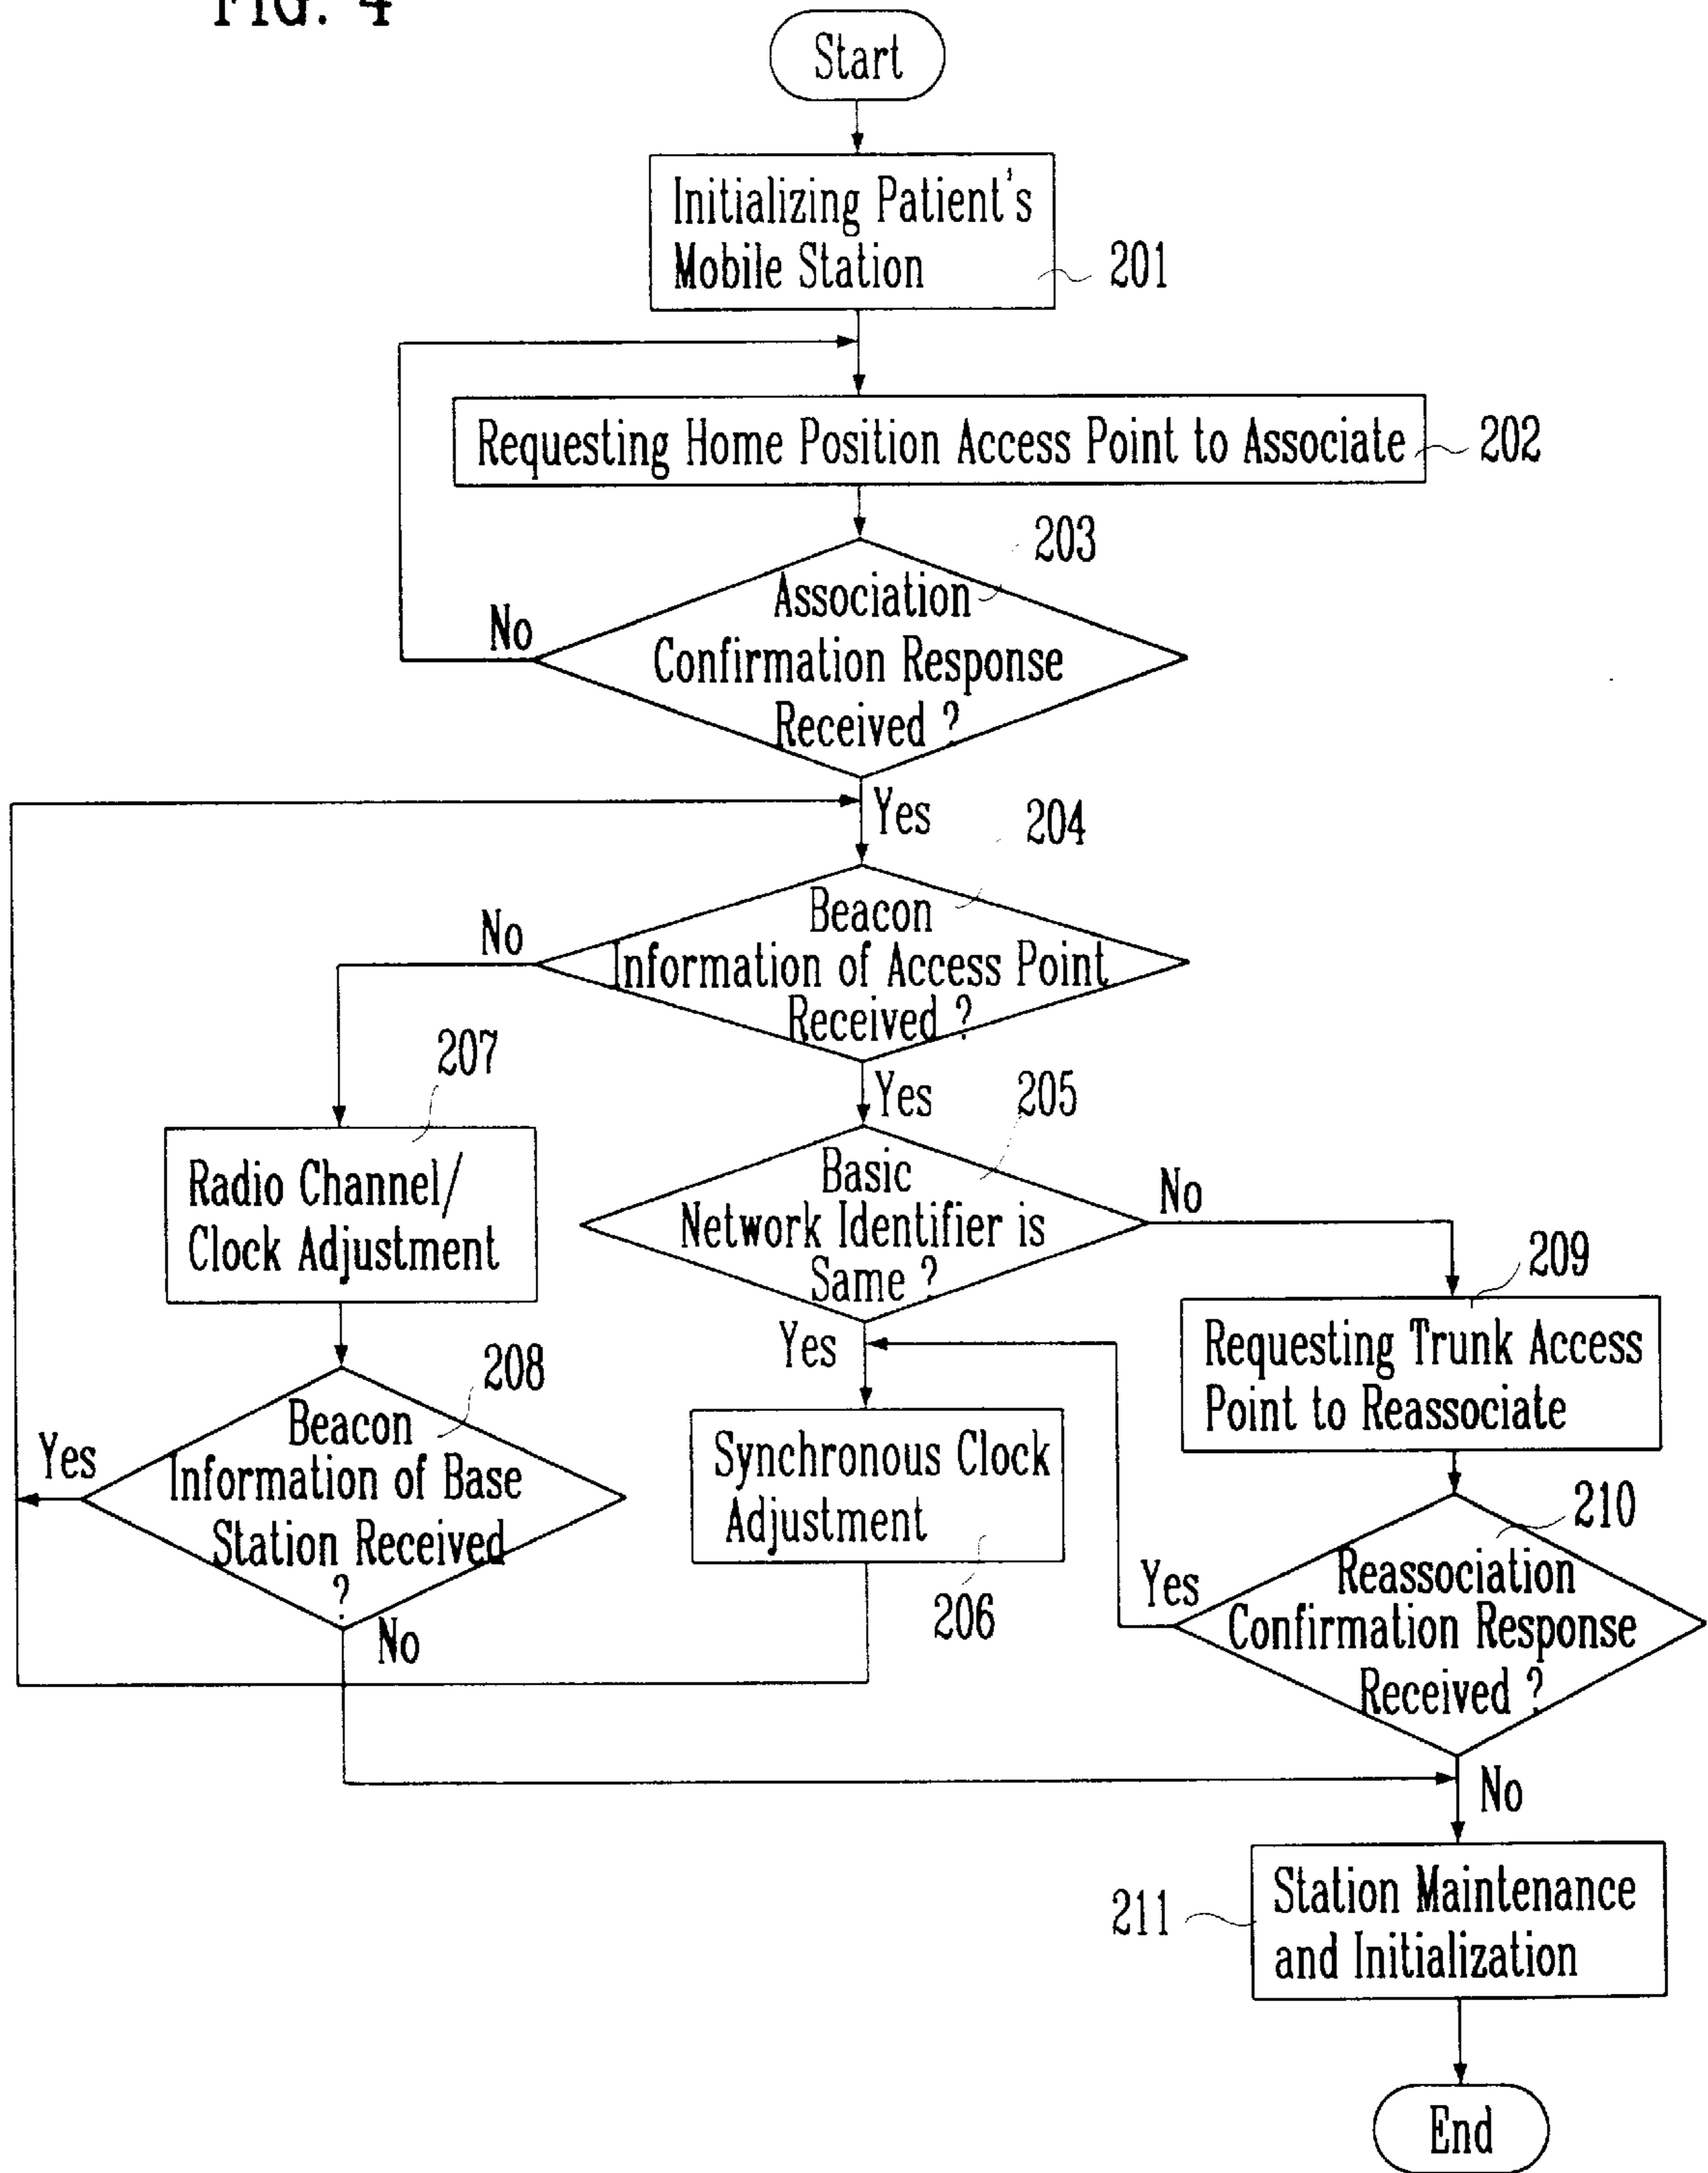 FIG. 4
Start
Initializing Patient's
Mobile Station
201
Requesting Home Position Access Point to Associate
202
203
Association
Confirmation Response
Received ?
No
Yes
204
Beacon
Information of Access Point
Received ?
No
Yes
207
Radio Channel/
Clock Adjustment
205
Basic
Network Identifier is
Same ?
No
Yes
209
Requesting Trunk Access
Point to Reassociate
208
Beacon
Information of Base
Station Received
?
Yes
No
Synchronous Clock
Adjustment
206
210
Reassociation
Confirmation Response
Received ?
Yes
No
211
Station Maintenance
and Initialization
End